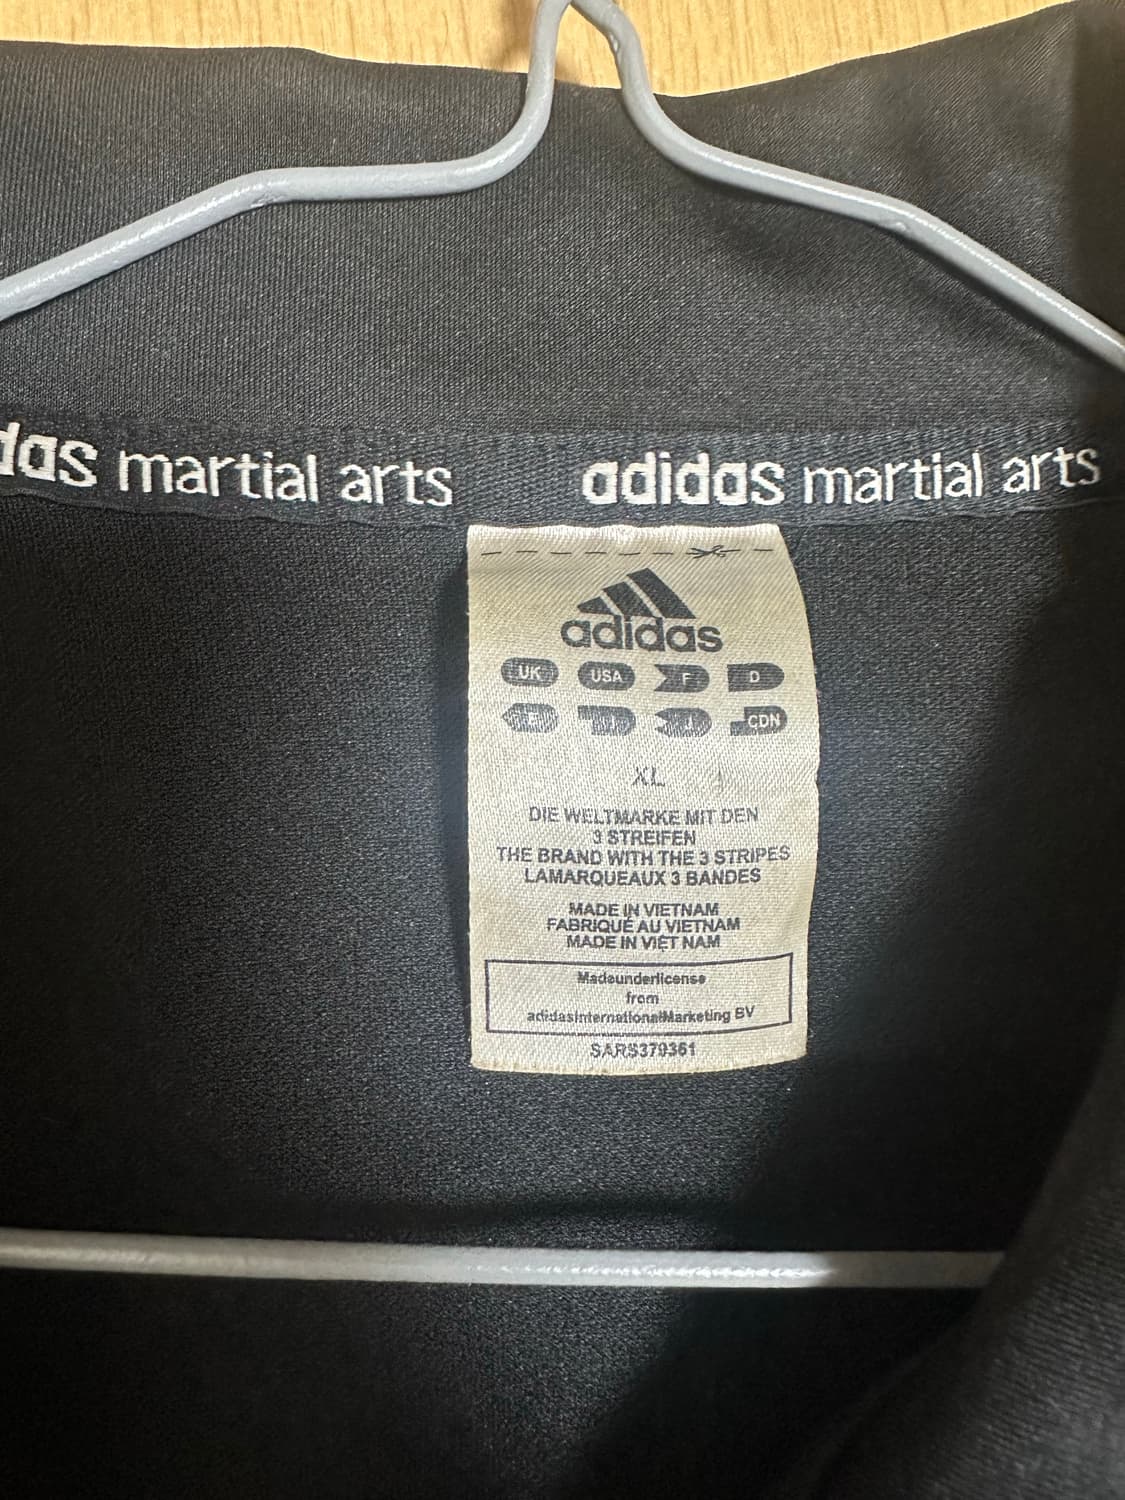 das martial arts adidas martial arts
adidas
UK USA F D
E I J CDN
XL
DIE WELTMARKE MIT DEN
3 STREIFEN
THE BRAND WITH THE 3 STRIPES
LAMARQUEAUX 3 BANDES
MADE IN VIETNAM
FABRIQUÉ AU VIETNAM
MADE IN VIỆT NAM
Madeunderlicense
from
adidasInternationalMarketing BV
SARS379361